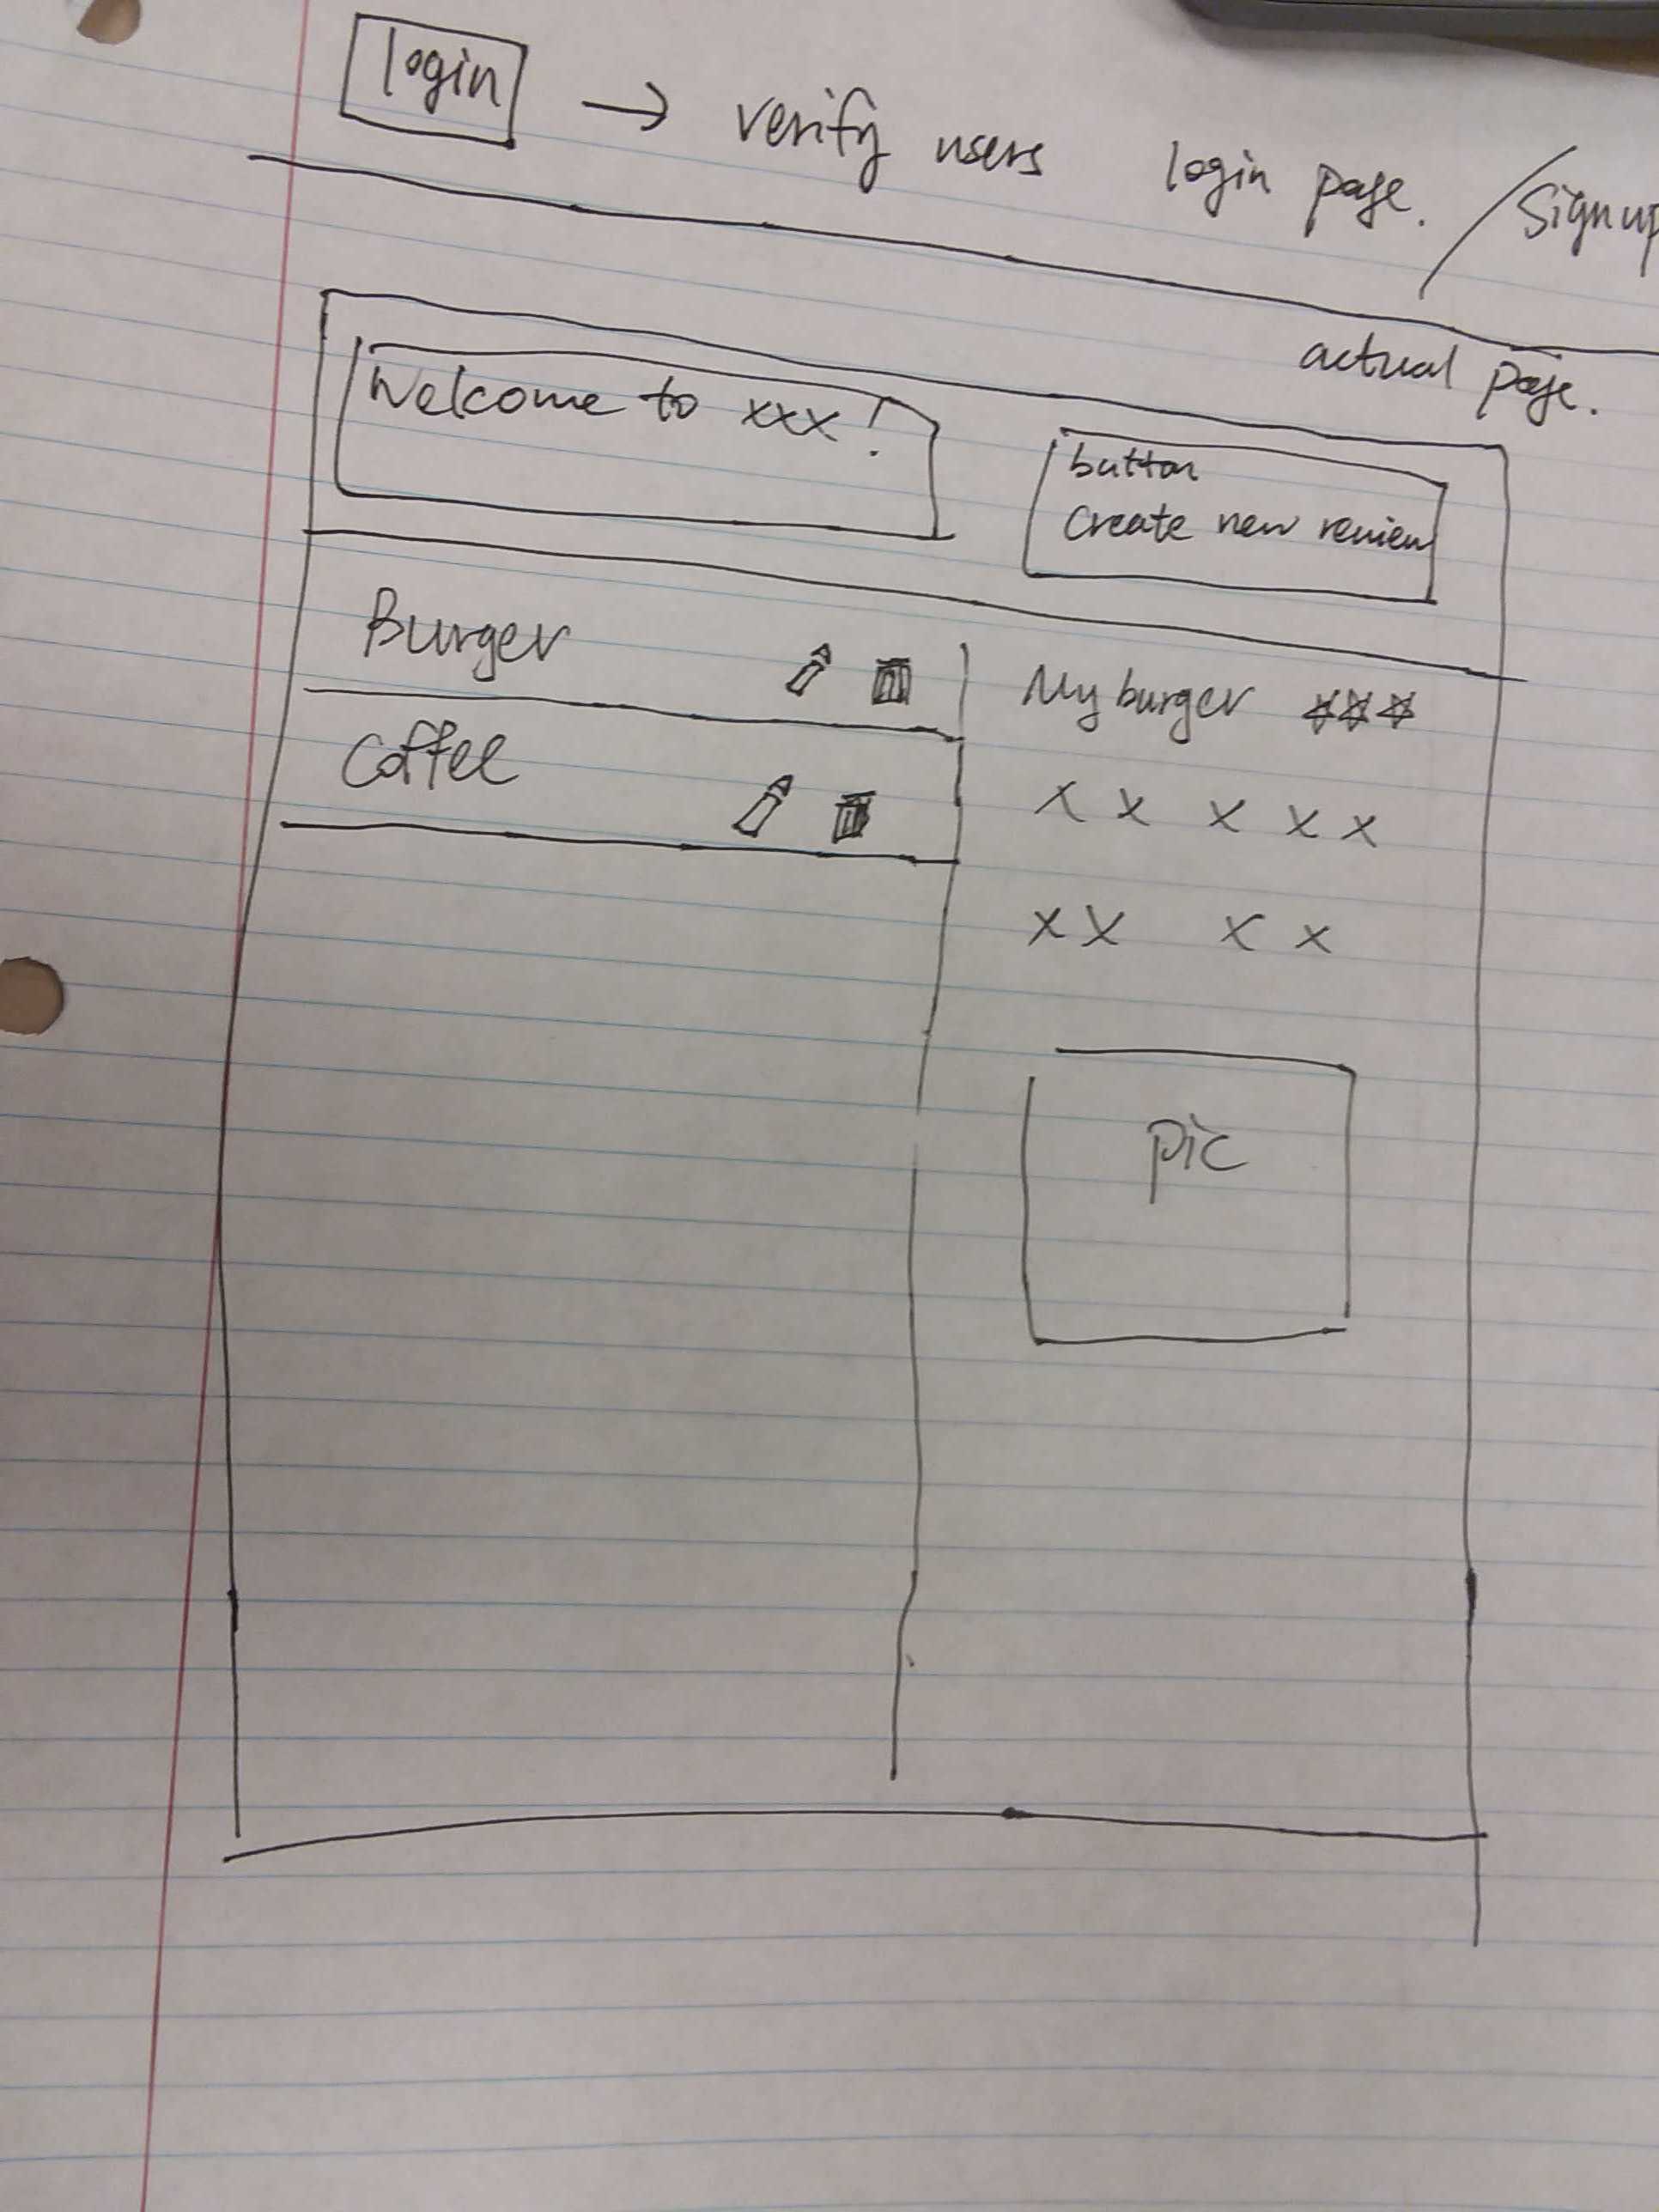 login → verify users login page. / Signup
actual page.
Welcome to xxx!
button
Create new review
Burger
My burger ☆☆☆
Coffee
x x x x x
x x x x
pic